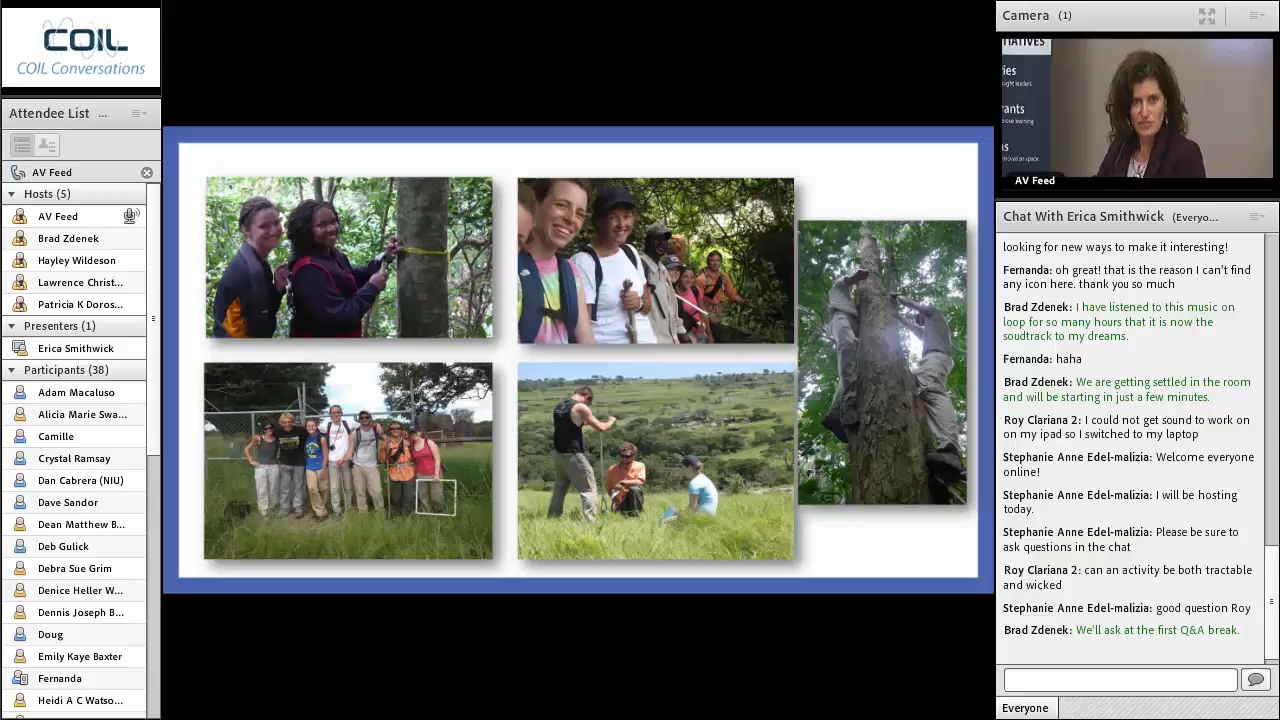 COIL
COIL Conversations
Attendee List ...
AV Feed
Hosts (5)
AV Feed
Brad Zdenek
Hayley Wildeson
Lawrence Christ...
Patricia K Doros...
Presenters (1)
Erica Smithwick
Participants (38)
Adam Macaluso
Alicia Marie Swa...
Camille
Crystal Ramsay
Dan Cabrera (NIU)
Dave Sandor
Dean Matthew B...
Deb Gulick
Debra Sue Grim
Denice Heller W...
Dennis Joseph B...
Doug
Emily Kaye Baxter
Fernanda
Heidi A C Watso...
Camera (1)
AV Feed
Chat With Erica Smithwick (Everyo...
looking for new ways to make it interesting!
Fernanda: oh great! that is the reason I can't find
any icon here. thank you so much
Brad Zdenek: I have listened to this music on
loop for so many hours that it is now the
soudtrack to my dreams.
Fernanda: haha
Brad Zdenek: We are getting settled in the room
and will be starting in just a few minutes.
Roy Clariana 2: I could not get sound to work on
on my ipad so I switched to my laptop
Stephanie Anne Edel-malizia: Welcome everyone
online!
Stephanie Anne Edel-malizia: I will be hosting
today.
Stephanie Anne Edel-malizia: Please be sure to
ask questions in the chat
Roy Clariana 2: can an activity be both tractable
and wicked
Stephanie Anne Edel-malizia: good question Roy
Brad Zdenek: We'll ask at the first Q&A break.
Everyone